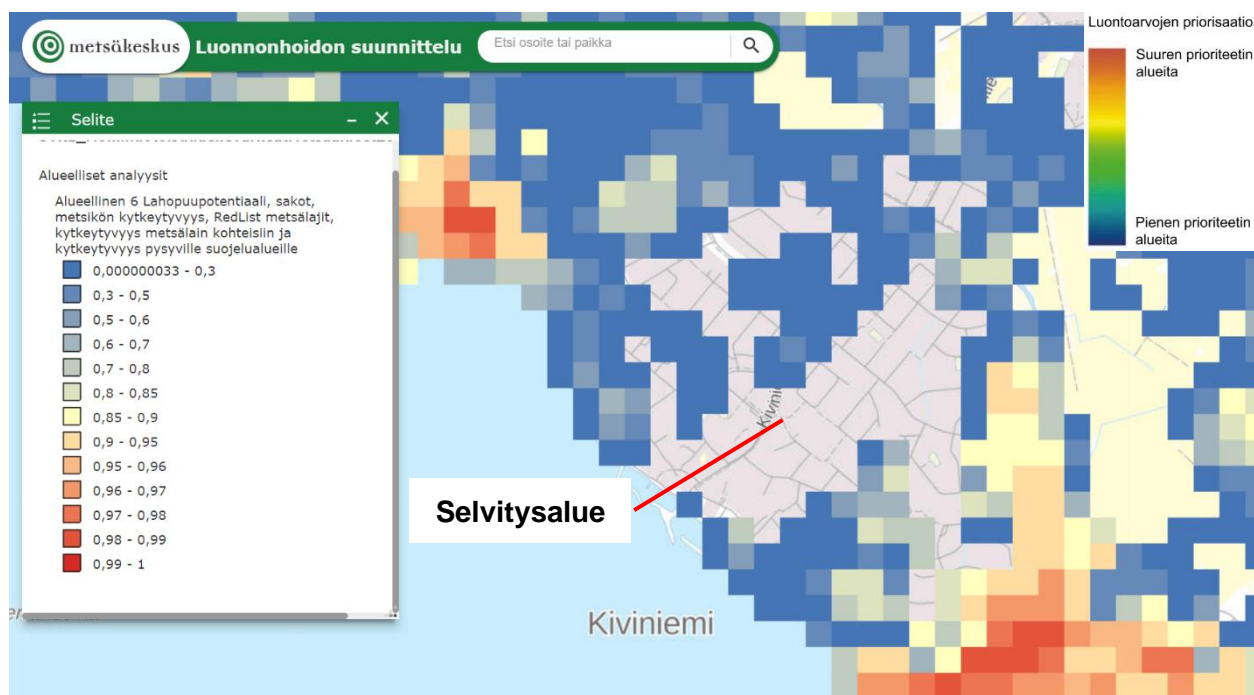 metsäkeskus
Luonnonhoidon suunnittelu
Etsi osoite tai paikka
Luontoarvojen priorisaatio
Suuren prioriteetin
alueita
Pienen prioriteetin
alueita
Selite
Alueelliset analyysit
Alueellinen 6 Lahopuupotentiaali, sakot,
metsikön kytkeytyvyys, RedList metsälajit,
kytkeytyvyys metsälain kohteisiin ja
kytkeytyvyys pysyville suojelualueille
0,000000033 - 0,3
0,3 - 0,5
0,5 - 0,6
0,6 - 0,7
0,7 - 0,8
0,8 - 0,85
0,85 - 0,9
0,9 - 0,95
0,95 - 0,96
0,96 - 0,97
0,97 - 0,98
0,98 - 0,99
0,99 - 1
Kivinie
Selvitysalue
Kiviniemi